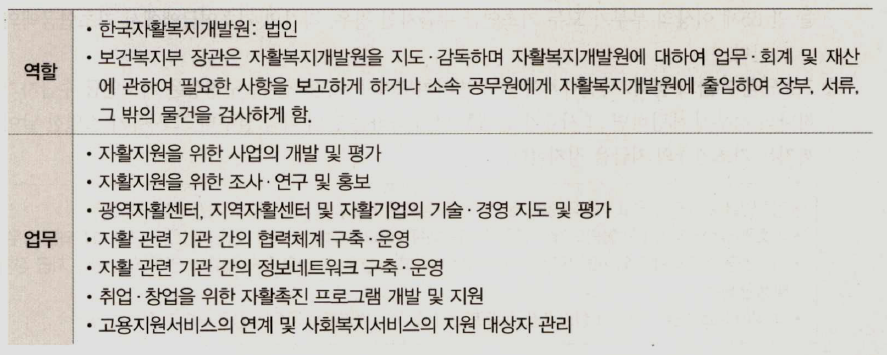 역할
• 한국자활복지개발원: 법인
• 보건복지부 장관은 자활복지개발원을 지도·감독하며 자활복지개발원에 대하여 업무·회계 및 재산
에 관하여 필요한 사항을 보고하게 하거나 소속 공무원에게 자활복지개발원에 출입하여 장부, 서류,
그 밖의 물건을 검사하게 함.
업무
• 자활지원을 위한 사업의 개발 및 평가
• 자활지원을 위한 조사·연구 및 홍보
• 광역자활센터, 지역자활센터 및 자활기업의 기술·경영 지도 및 평가
• 자활 관련 기관 간의 협력체계 구축·운영
• 자활 관련 기관 간의 정보네트워크 구축·운영
• 취업·창업을 위한 자활촉진 프로그램 개발 및 지원
• 고용지원서비스의 연계 및 사회복지서비스의 지원 대상자 관리